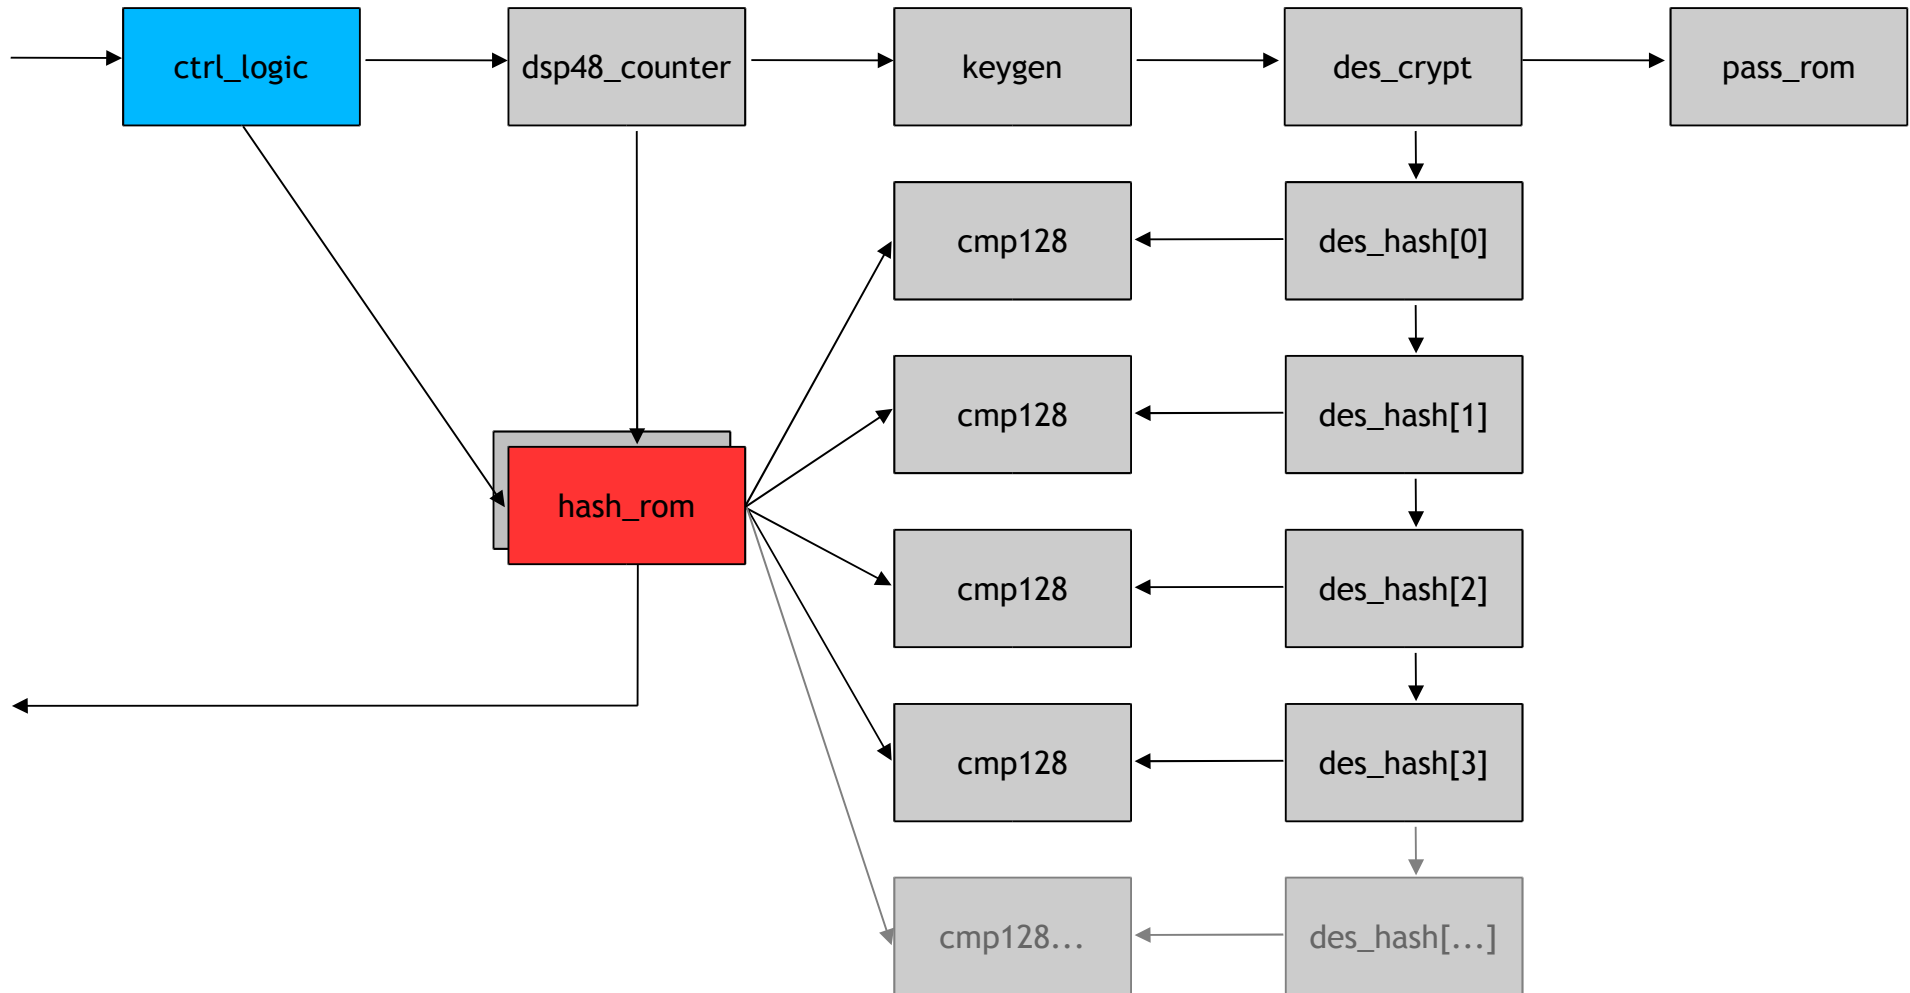 ctrl_logic
dsp48_counter
keygen
des_crypt
pass_rom
cmp128
des_hash[0]
cmp128
des_hash[1]
hash_rom
cmp128
des_hash[2]
cmp128
des_hash[3]
cmp128...
des_hash[...]